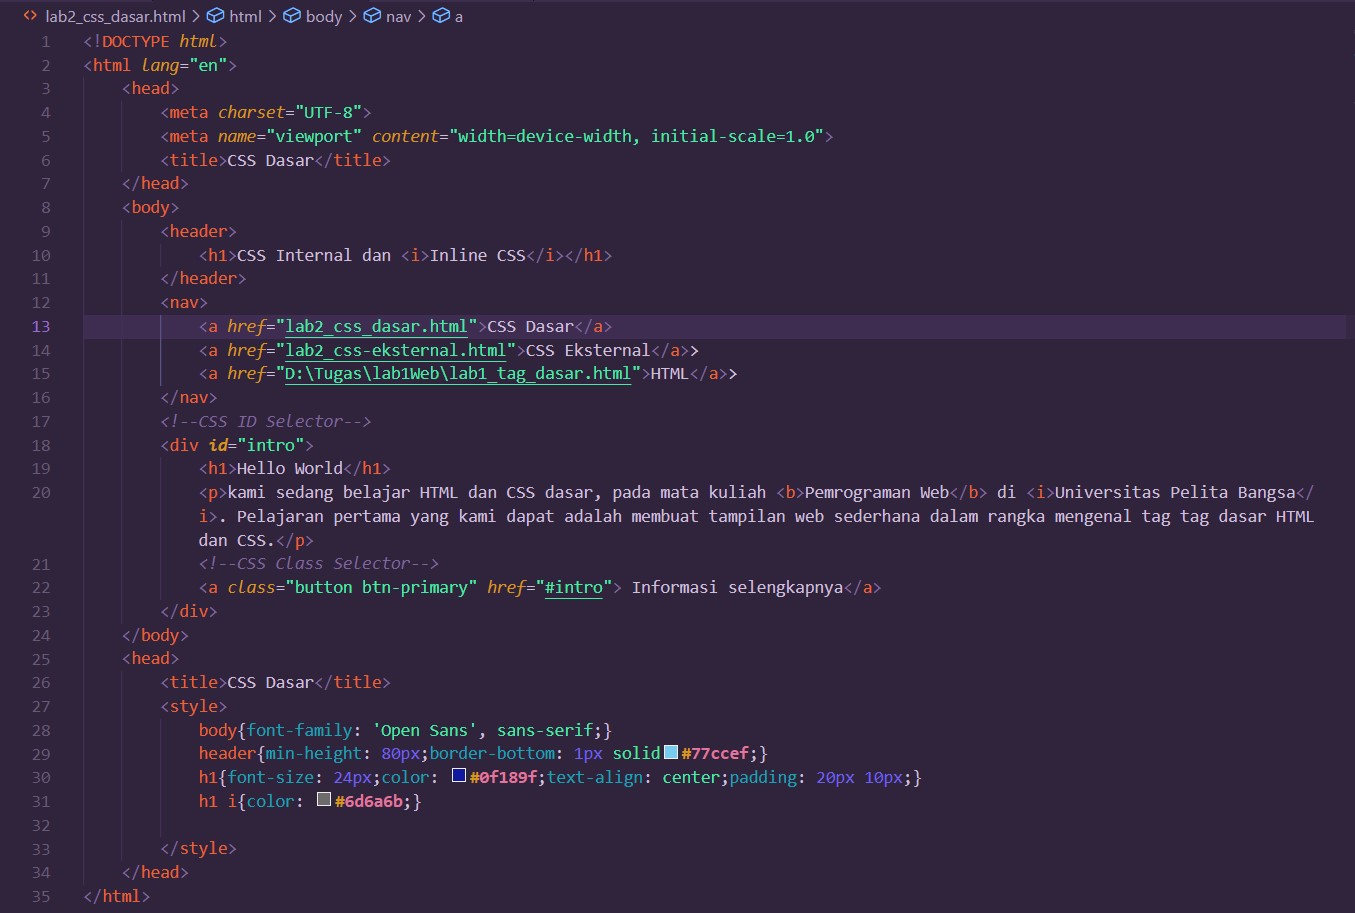 lab2_css_dasar.html > html > body > nav > a
1 <!DOCTYPE html>
2 <html lang="en">
3 <head>
4 <meta charset="UTF-8">
5 <meta name="viewport" content="width=device-width, initial-scale=1.0">
6 <title>CSS Dasar</title>
7 </head>
8 <body>
9 <header>
10 <h1>CSS Internal dan <i>Inline CSS</i></h1>
11 </header>
12 <nav>
13 <a href="lab2_css_dasar.html">CSS Dasar</a>
14 <a href="lab2_css-eksternal.html">CSS Eksternal</a>>
15 <a href="D:\Tugas\lab1Web\lab1_tag_dasar.html">HTML</a>>
16 </nav>
17 <!--CSS ID Selector-->
18 <div id="intro">
19 <h1>Hello World</h1>
20 <p>kami sedang belajar HTML dan CSS dasar, pada mata kuliah <b>Pemrograman Web</b> di <i>Universitas Pelita Bangsa</
i>. Pelajaran pertama yang kami dapat adalah membuat tampilan web sederhana dalam rangka mengenal tag tag dasar HTML
dan CSS.</p>
21 <!--CSS Class Selector-->
22 <a class="button btn-primary" href="#intro"> Informasi selengkapnya</a>
23 </div>
24 </body>
25 <head>
26 <title>CSS Dasar</title>
27 <style>
28 body{font-family: 'Open Sans', sans-serif;}
29 header{min-height: 80px;border-bottom: 1px solid #77ccef;}
30 h1{font-size: 24px;color: #0f189f;text-align: center;padding: 20px 10px;}
31 h1 i{color: #6d6a6b;}
32
33 </style>
34 </head>
35 </html>